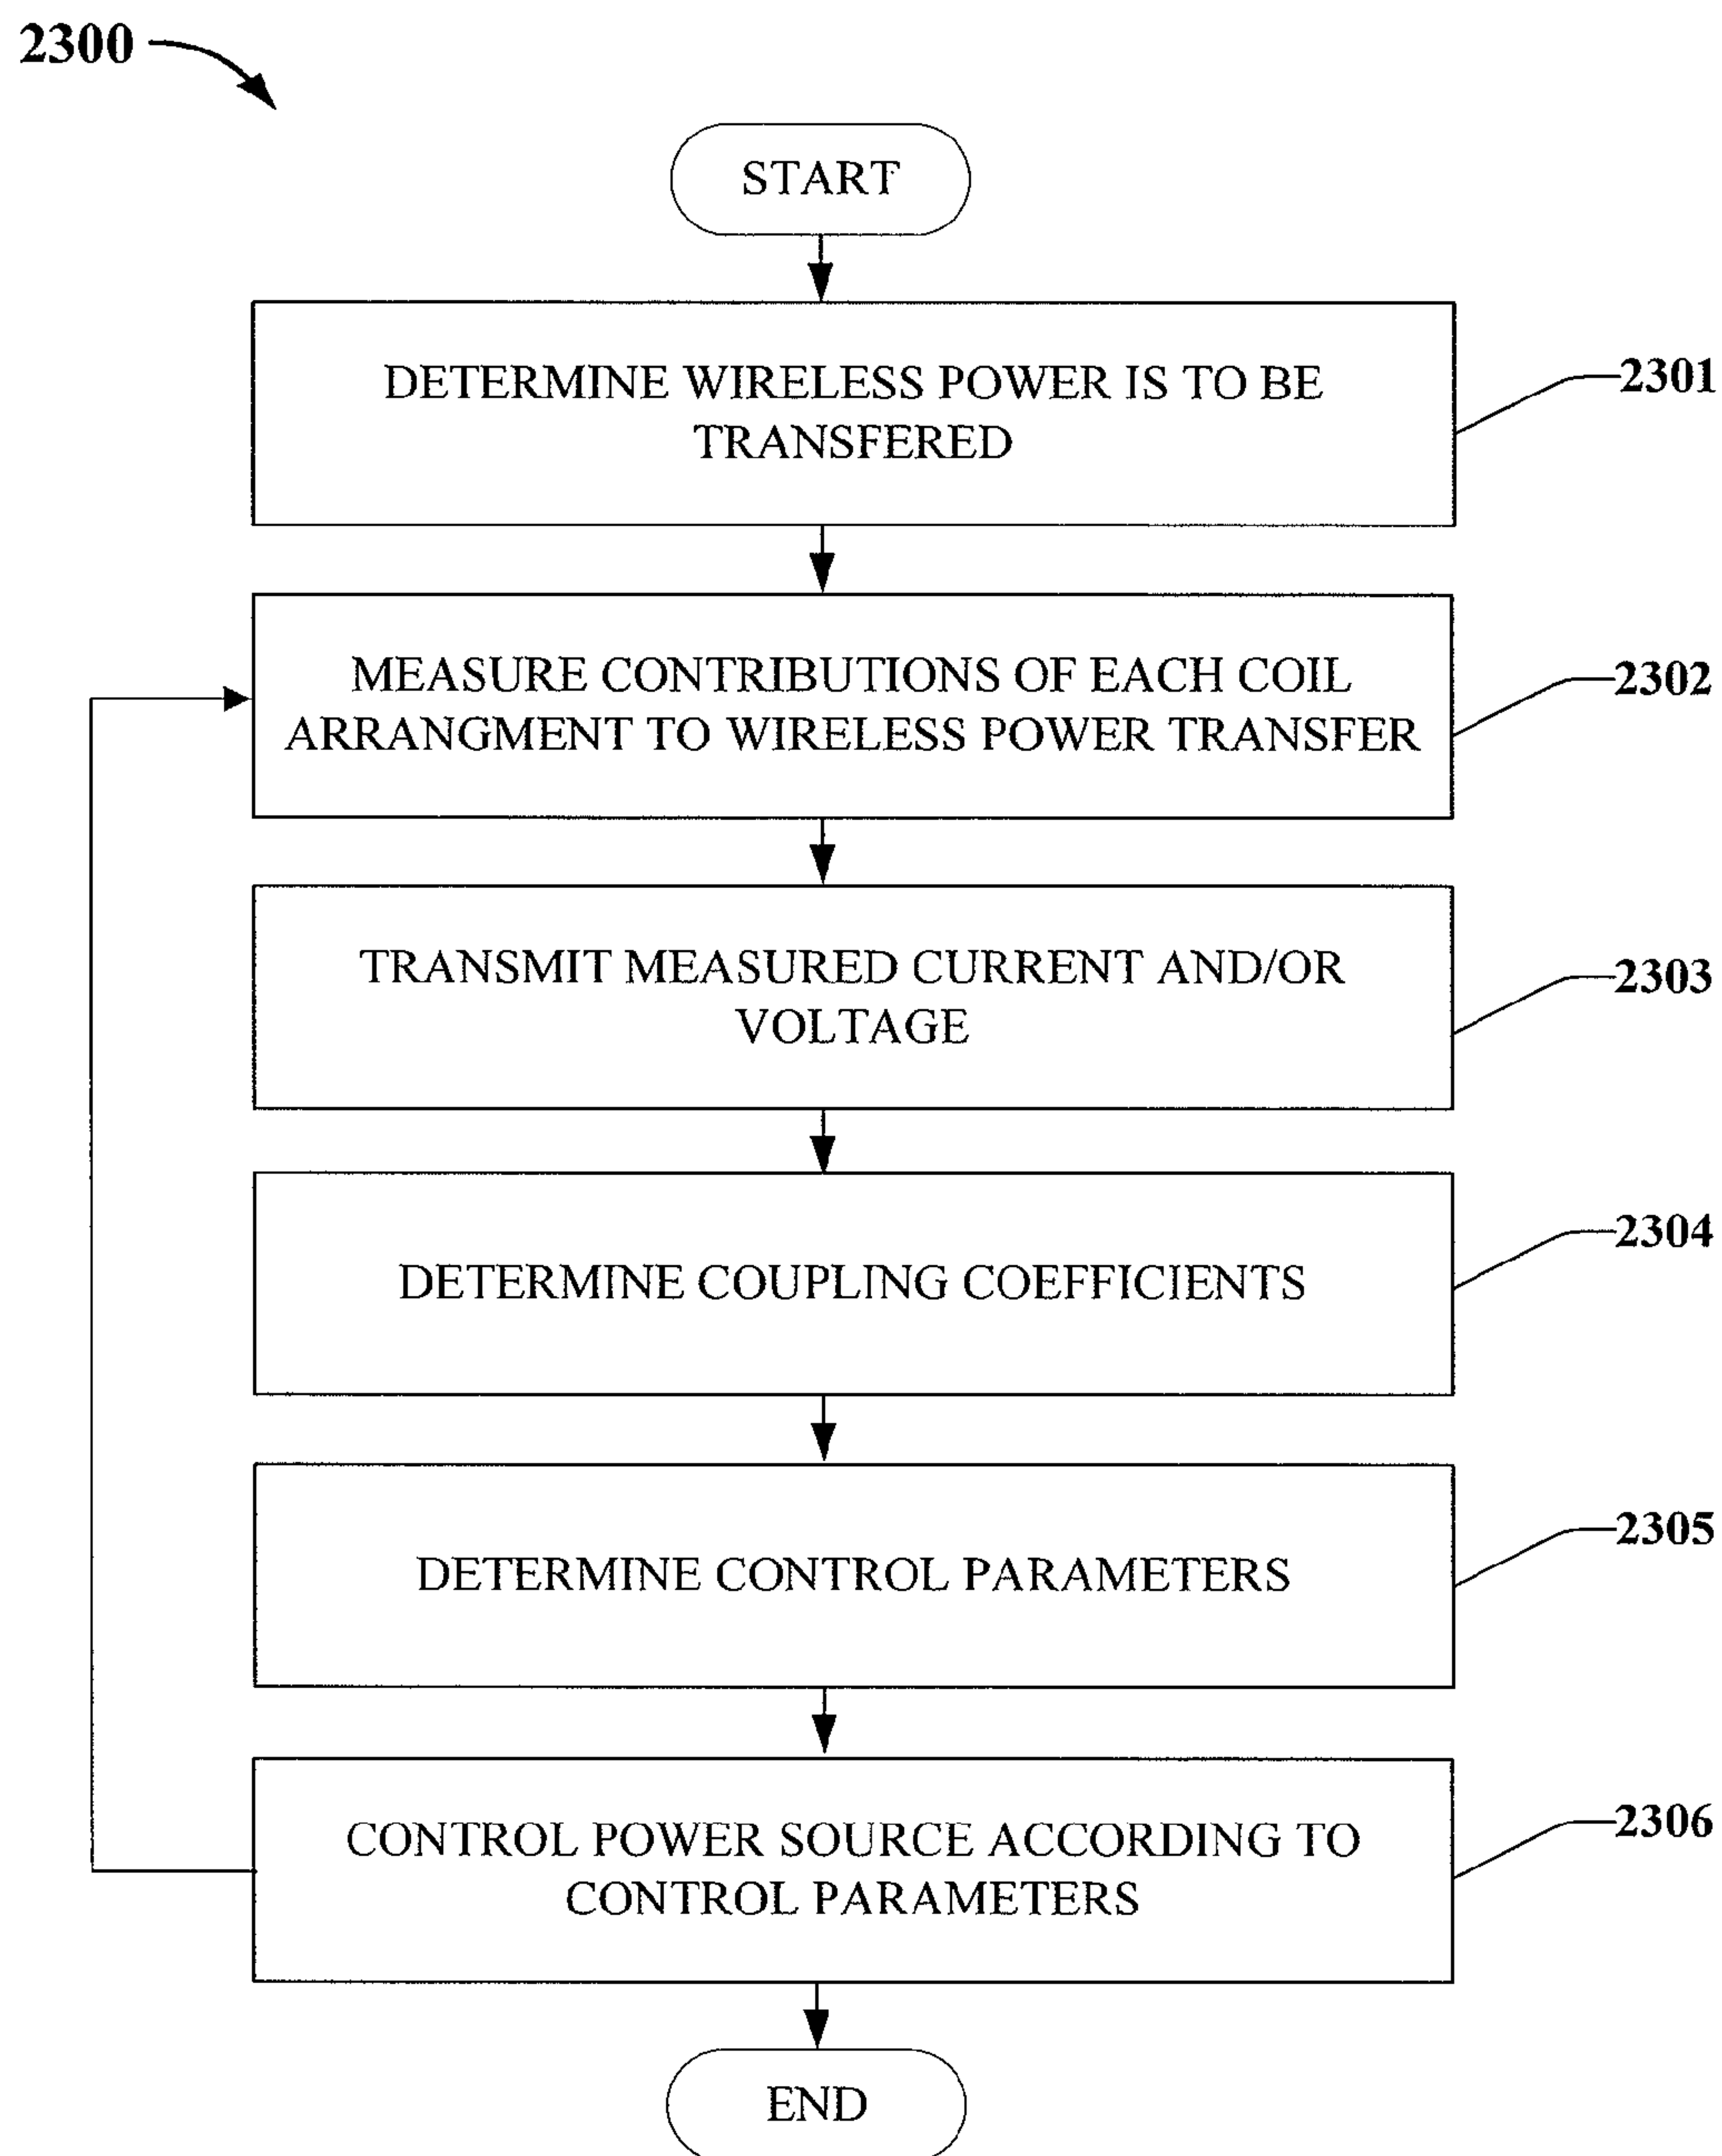 2300
START
DETERMINE WIRELESS POWER IS TO BE
TRANSFERED
2301
MEASURE CONTRIBUTIONS OF EACH COIL
ARRANGMENT TO WIRELESS POWER TRANSFER
2302
TRANSMIT MEASURED CURRENT AND/OR
VOLTAGE
2303
DETERMINE COUPLING COEFFICIENTS
2304
DETERMINE CONTROL PARAMETERS
2305
CONTROL POWER SOURCE ACCORDING TO
CONTROL PARAMETERS
2306
END